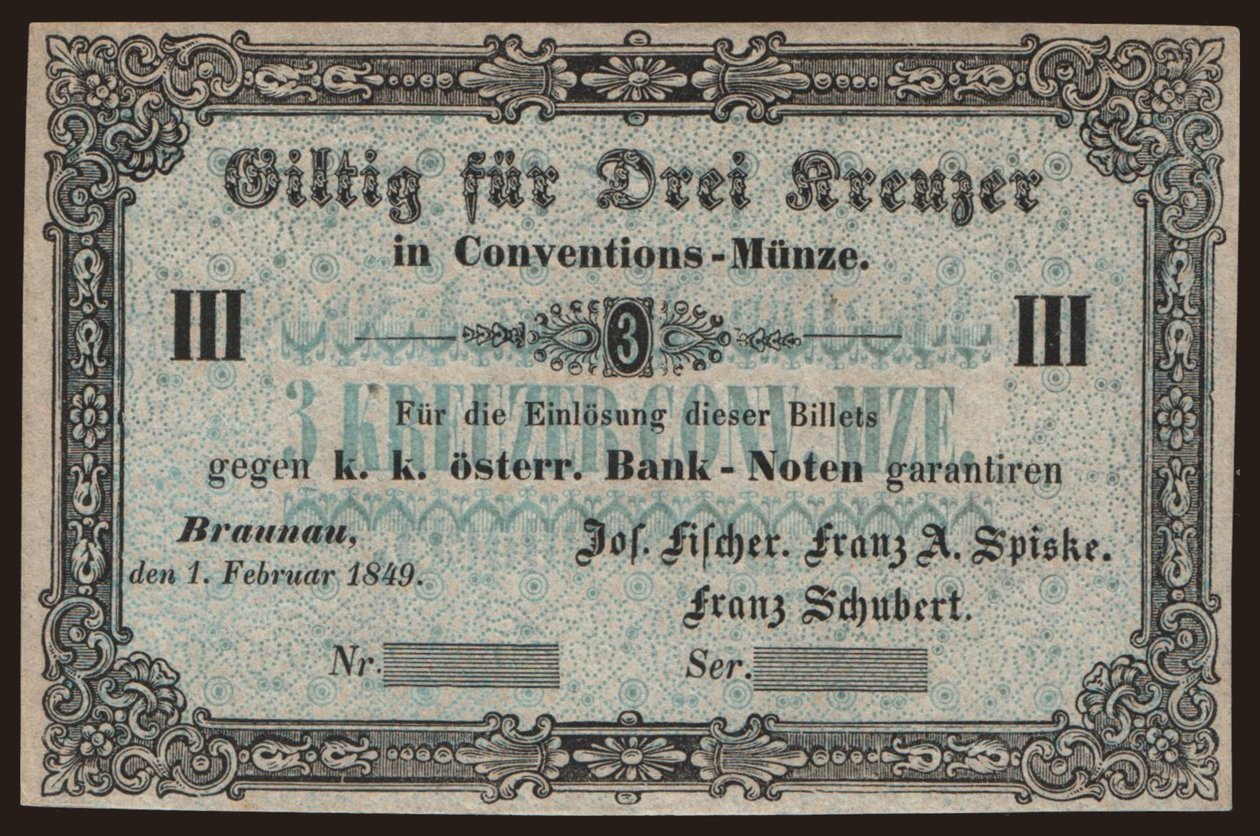 Giltig für Drei Kreuzer
in Conventions-Münze.
III 3 III
3 KREUZER CONV. MZE.
Für die Einlösung dieser Billets
gegen k. k. österr. Bank-Noten garantiren
Braunau,
den 1. Februar 1849.
Jos. Fischer. Franz A. Spiske.
Franz Schubert.
Nr. Ser.